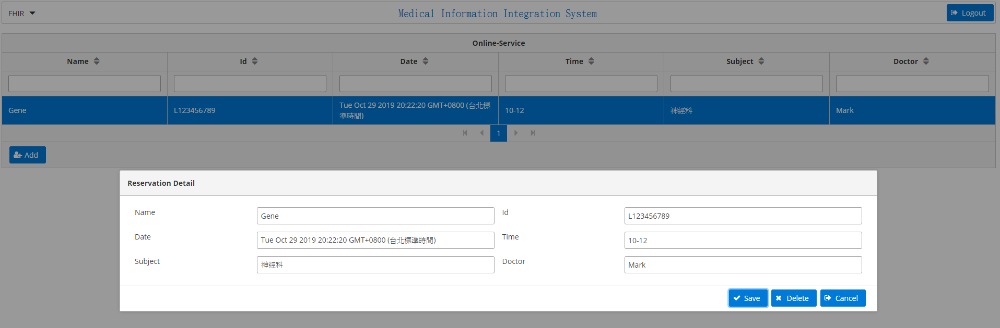 FHIR
Medical Information Integration System
Logout
Online-Service
Name Id Date Time Subject Doctor
Gene L123456789 Tue Oct 29 2019 20:22:20 GMT+0800 (台北標 10-12 神經科 Mark
準時間)
1
Add
Reservation Detail
Name Gene Id L123456789
Date Tue Oct 29 2019 20:22:20 GMT+0800 (台北標準時間) Time 10-12
Subject 神經科 Doctor Mark
Save Delete Cancel